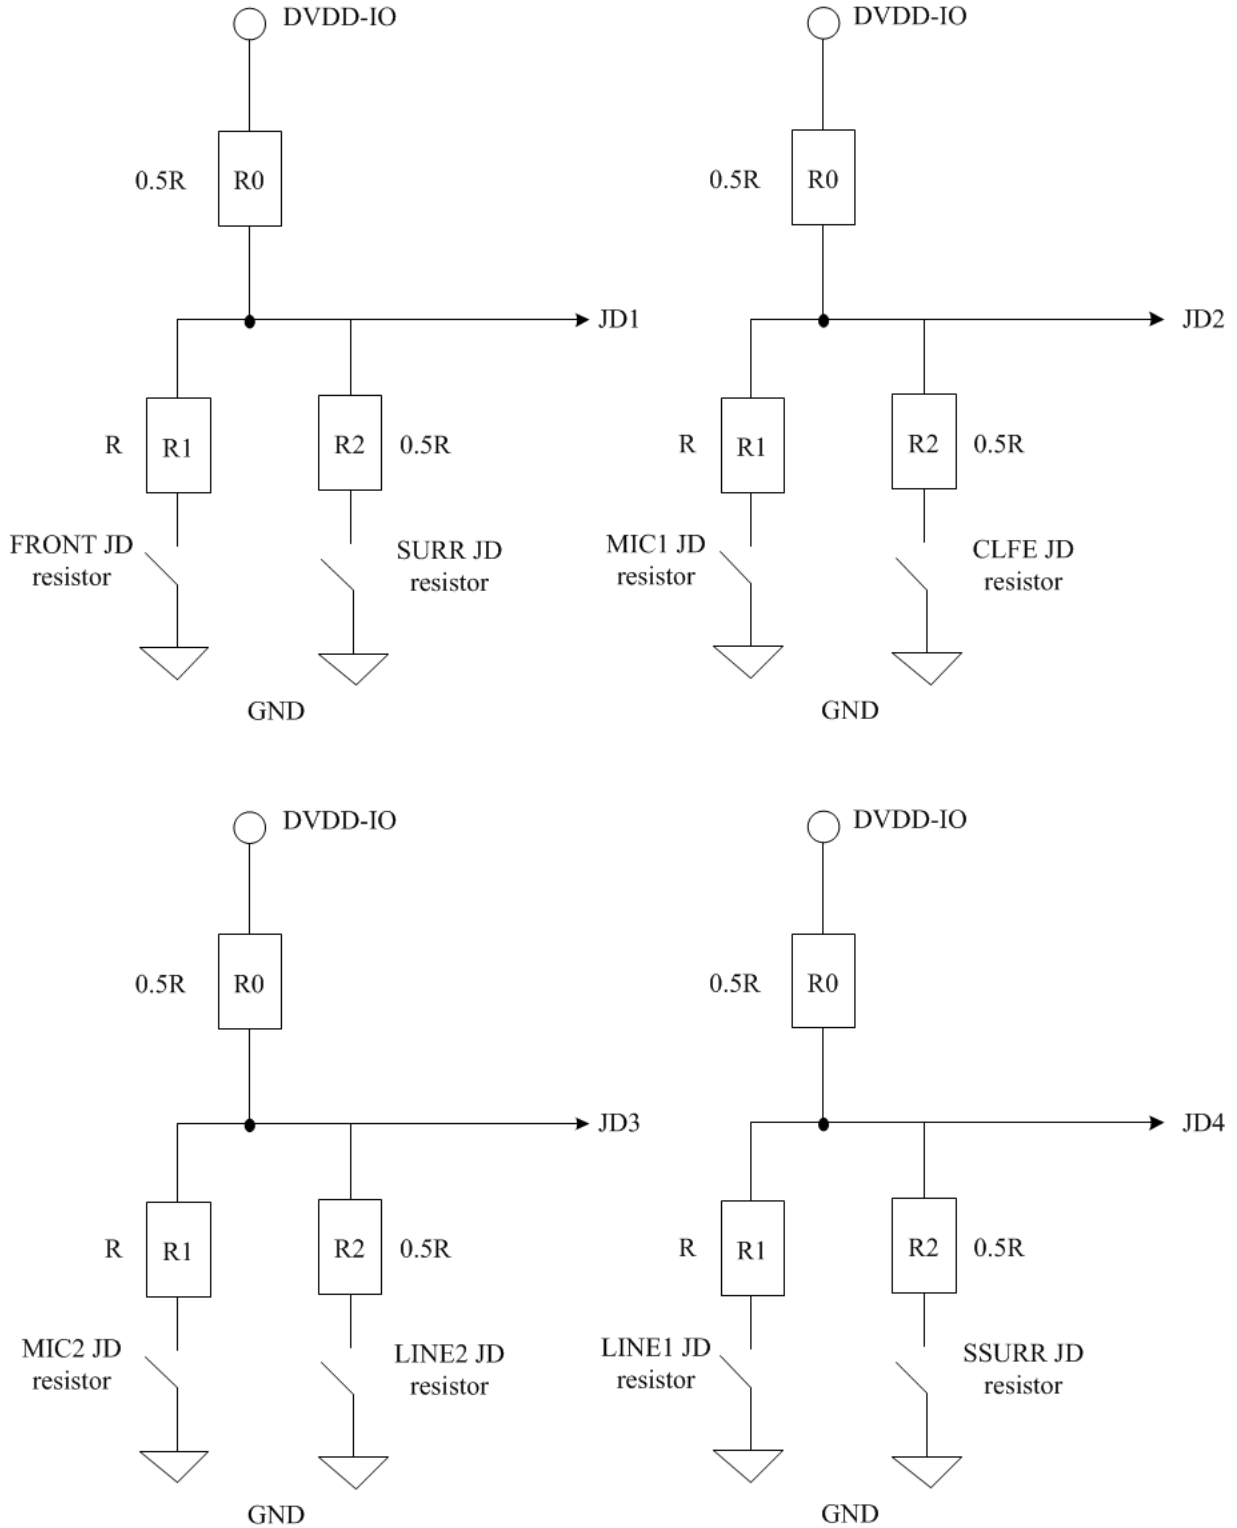 DVDD-IO
0.5R
R0
JD1
R
R1
R2
0.5R
FRONT JD
resistor
SURR JD
resistor
GND
DVDD-IO
0.5R
R0
JD2
R
R1
R2
0.5R
MIC1 JD
resistor
CLFE JD
resistor
GND
DVDD-IO
0.5R
R0
JD3
R
R1
R2
0.5R
MIC2 JD
resistor
LINE2 JD
resistor
GND
DVDD-IO
0.5R
R0
JD4
R
R1
R2
0.5R
LINE1 JD
resistor
SSURR JD
resistor
GND